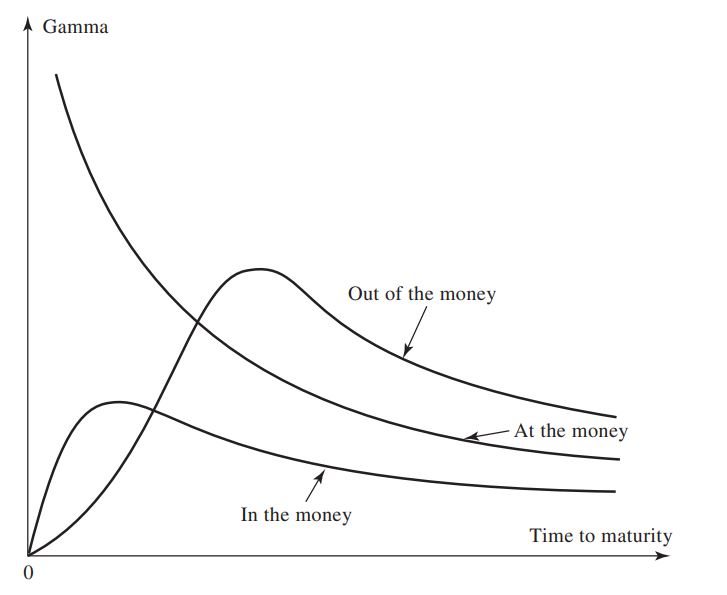 Gamma
Out of the money
At the money
In the money
Time to maturity
0